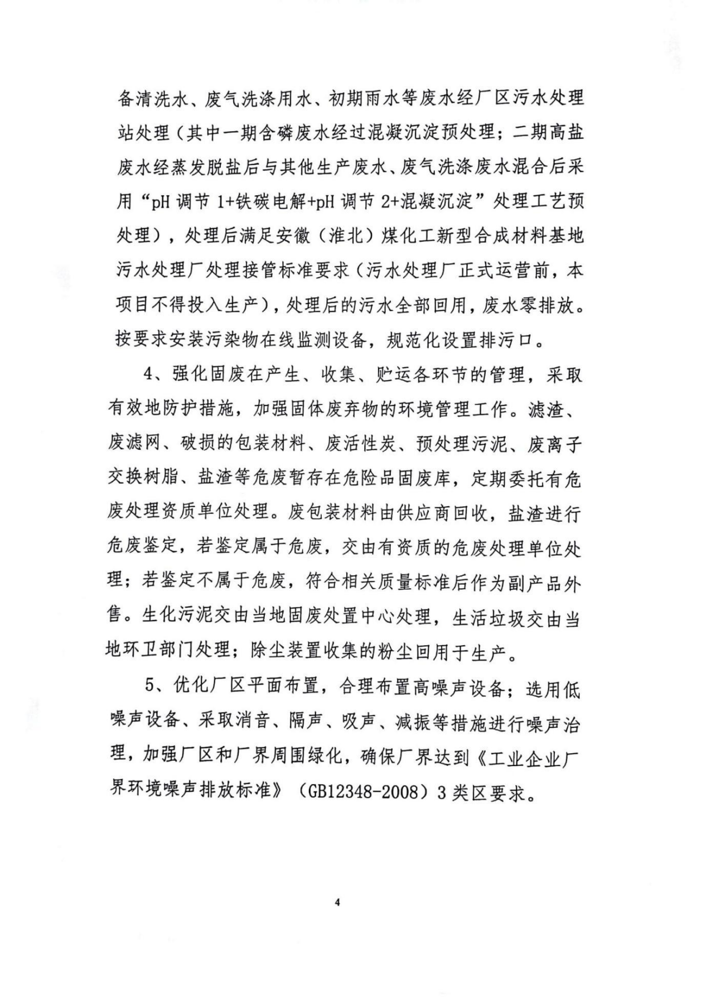 备清洗水、废气洗涤用水、初期雨水等废水经厂区污水处理
站处理（其中一期含磷废水经过混凝沉淀预处理；二期高盐
废水经蒸发脱盐后与其他生产废水、废气洗涤废水混合后采
用“pH 调节 1+铁碳电解+pH 调节 2+混凝沉淀”处理工艺预
处理），处理后满足安徽（淮北）煤化工新型合成材料基地
污水处理厂处理接管标准要求（污水处理厂正式运营前，本
项目不得投入生产），处理后的污水全部回用，废水零排放。
按要求安装污染物在线监测设备，规范化设置排污口。
4、强化固废在产生、收集、贮运各环节的管理，采取
有效地防护措施，加强固体废弃物的环境管理工作。滤渣、
废滤网、破损的包装材料、废活性炭、预处理污泥、废离子
交换树脂、盐渣等危废暂存在危险品固废库，定期委托有危
废处理资质单位处理。废包装材料由供应商回收，盐渣进行
危废鉴定，若鉴定属于危废，交由有资质的危废处理单位处
理；若鉴定不属于危废，符合相关质量标准后作为副产品外
售。生化污泥交由当地固废处置中心处理，生活垃圾交由当
地环卫部门处理；除尘装置收集的粉尘回用于生产。
5、优化厂区平面布置，合理布置高噪声设备；选用低
噪声设备、采取消音、隔声、吸声、减振等措施进行噪声治
理，加强厂区和厂界周围绿化，确保厂界达到《工业企业厂
界环境噪声排放标准》（GB12348-2008）3 类区要求。
4